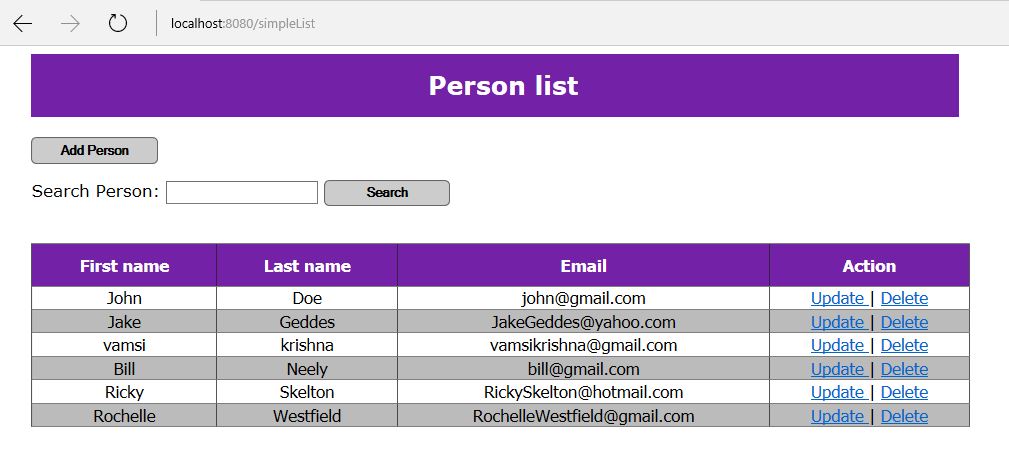 localhost:8080/simpleList
Person list
Add Person
Search Person: Search
First name Last name Email Action
John Doe john@gmail.com Update | Delete
Jake Geddes JakeGeddes@yahoo.com Update | Delete
vamsi krishna vamsikrishna@gmail.com Update | Delete
Bill Neely bill@gmail.com Update | Delete
Ricky Skelton RickySkelton@hotmail.com Update | Delete
Rochelle Westfield RochelleWestfield@gmail.com Update | Delete